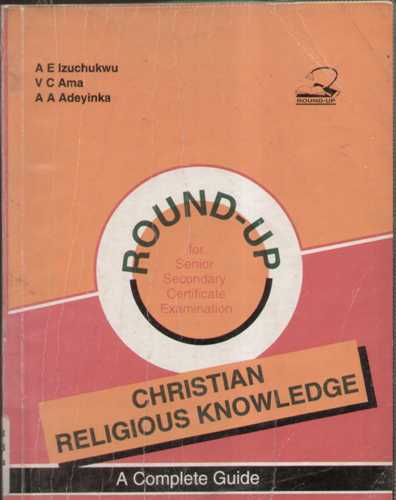 A E Izuchukwu
V C Ama
A A Adeyinka
ROUND-UP
ROUND-UP
for
Senior
Secondary
Certificate
Examination
CHRISTIAN
RELIGIOUS KNOWLEDGE
A Complete Guide